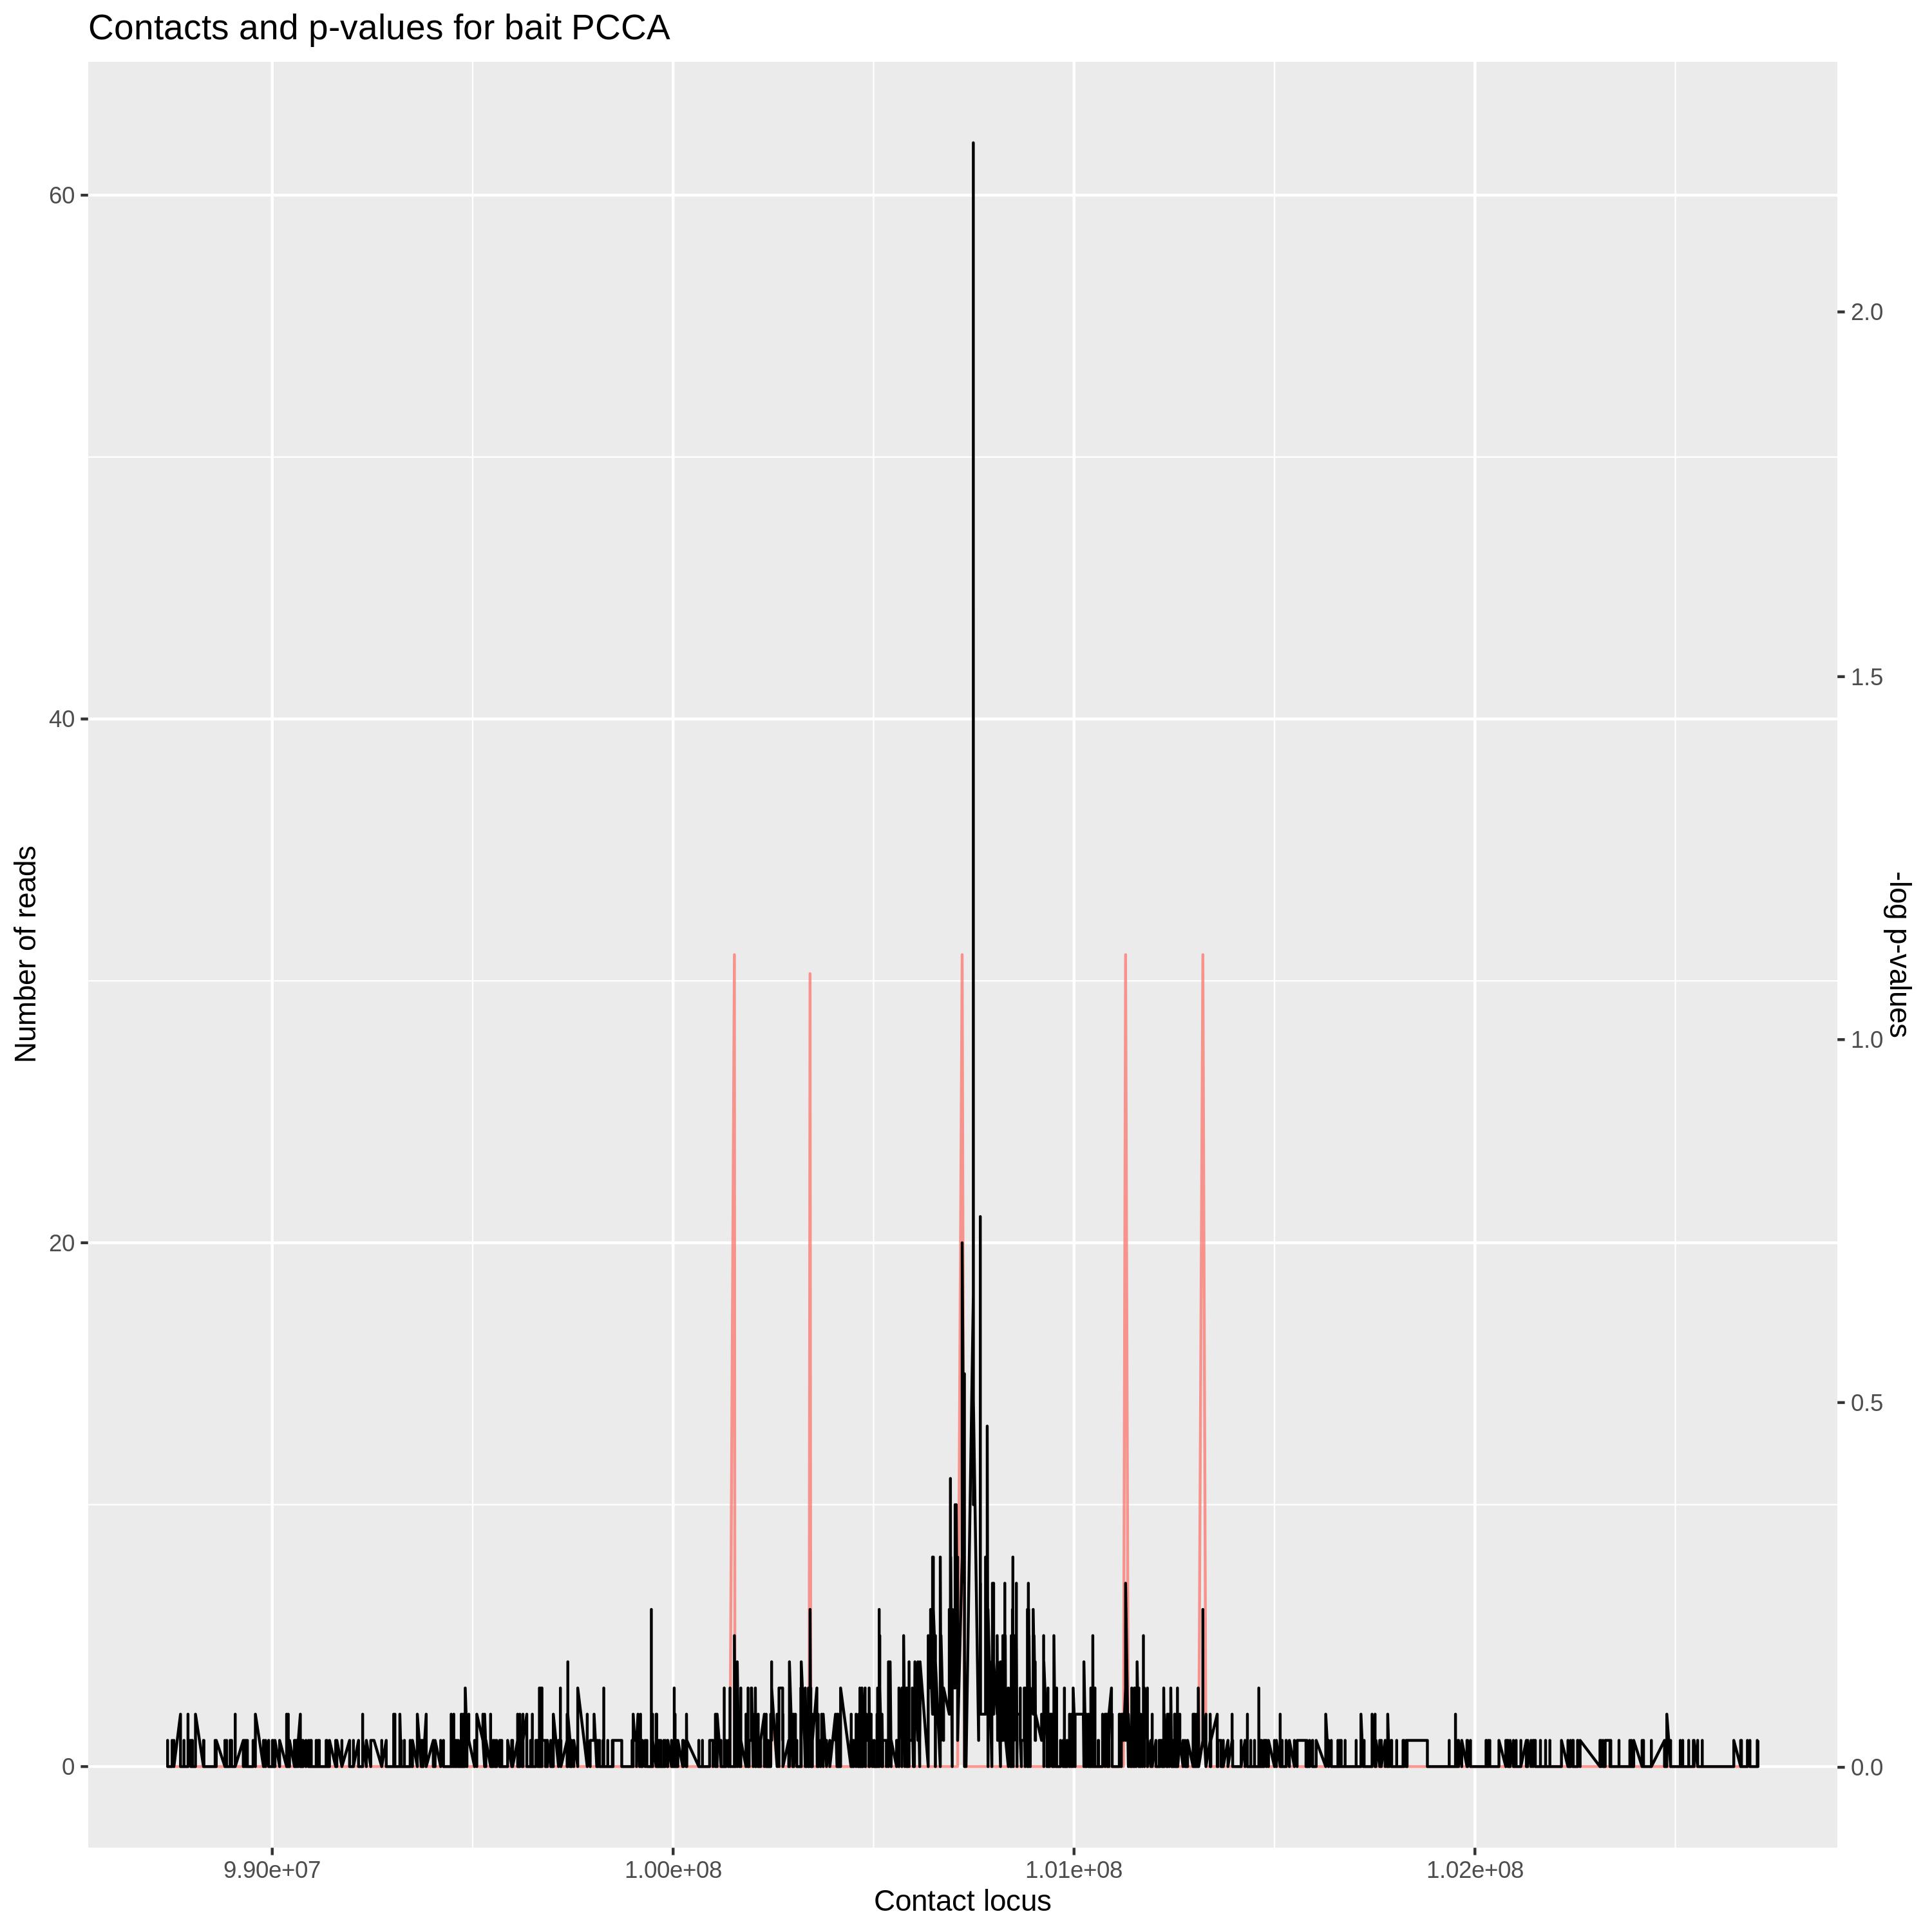 Contacts and p-values for bait PCCA
60
40
20
0
Number of reads
2.0
1.5
1.0
0.5
0.0
-log p-values
9.90e+07
1.00e+08
1.01e+08
1.02e+08
Contact locus